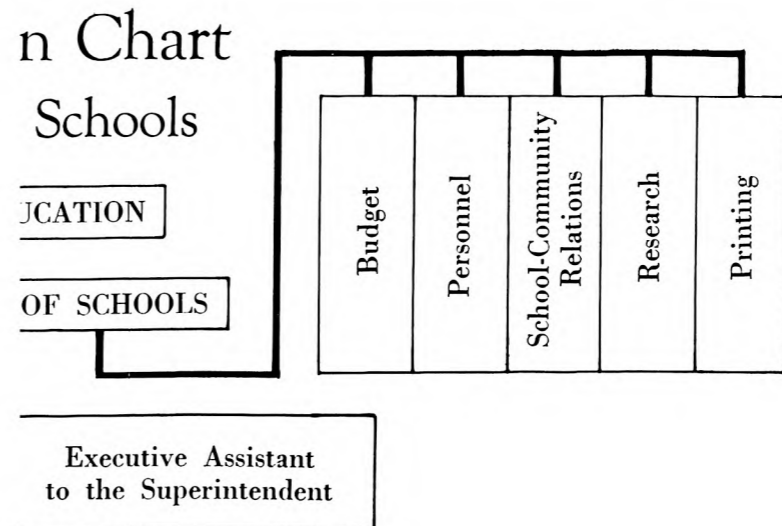 n Chart
Schools
UCATION
OF SCHOOLS
Budget
Personnel
School-Community
Relations
Research
Printing
Executive Assistant
to the Superintendent